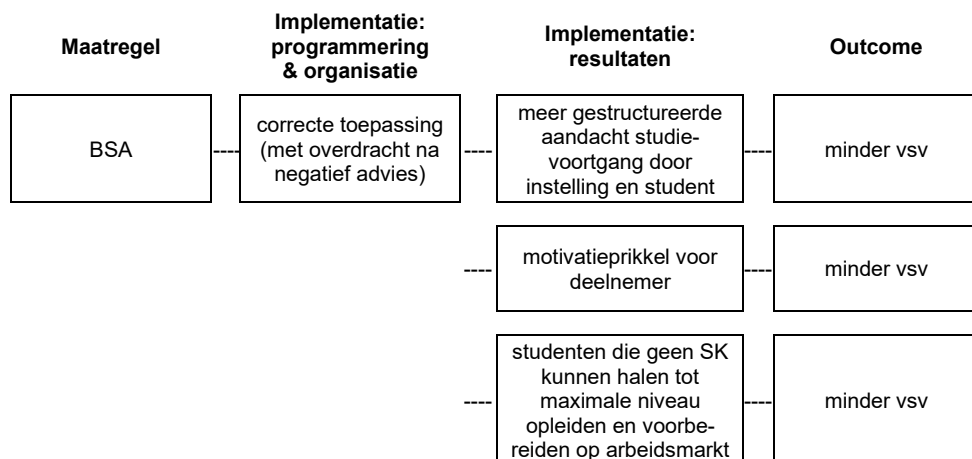 Maatregel
Implementatie:
programmering
& organisatie
Implementatie:
resultaten
Outcome
BSA
correcte toepassing
(met overdracht na
negatief advies)
meer gestructureerde
aandacht studie-
voortgang door
instelling en student
minder vsv
motivatieprikkel voor
deelnemer
minder vsv
studenten die geen SK
kunnen halen tot
maximale niveau
opleiden en voorbe-
reiden op arbeidsmarkt
minder vsv